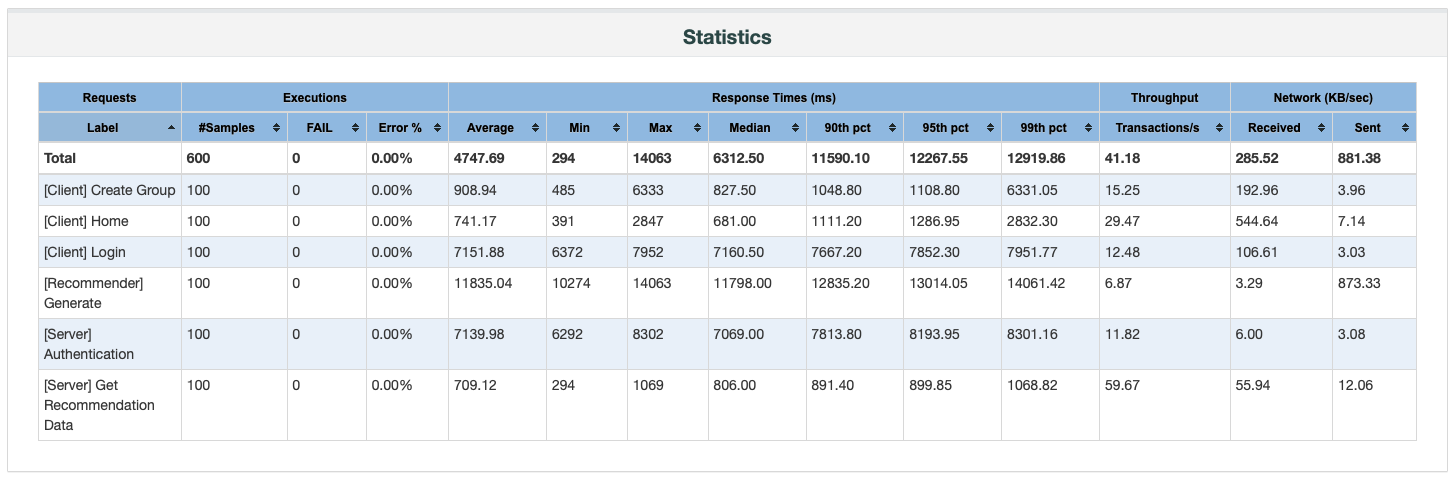 Statistics
Requests Executions Response Times (ms) Throughput Network (KB/sec)
Label #Samples FAIL Error % Average Min Max Median 90th pct 95th pct 99th pct Transactions/s Received Sent
Total 600 0 0.00% 4747.69 294 14063 6312.50 11590.10 12267.55 12919.86 41.18 285.52 881.38
[Client] Create Group 100 0 0.00% 908.94 485 6333 827.50 1048.80 1108.80 6331.05 15.25 192.96 3.96
[Client] Home 100 0 0.00% 741.17 391 2847 681.00 1111.20 1286.95 2832.30 29.47 544.64 7.14
[Client] Login 100 0 0.00% 7151.88 6372 7952 7160.50 7667.20 7852.30 7951.77 12.48 106.61 3.03
[Recommender] 100 0 0.00% 11835.04 10274 14063 11798.00 12835.20 13014.05 14061.42 6.87 3.29 873.33
Generate
[Server] 100 0 0.00% 7139.98 6292 8302 7069.00 7813.80 8193.95 8301.16 11.82 6.00 3.08
Authentication
[Server] Get 100 0 0.00% 709.12 294 1069 806.00 891.40 899.85 1068.82 59.67 55.94 12.06
Recommendation
Data